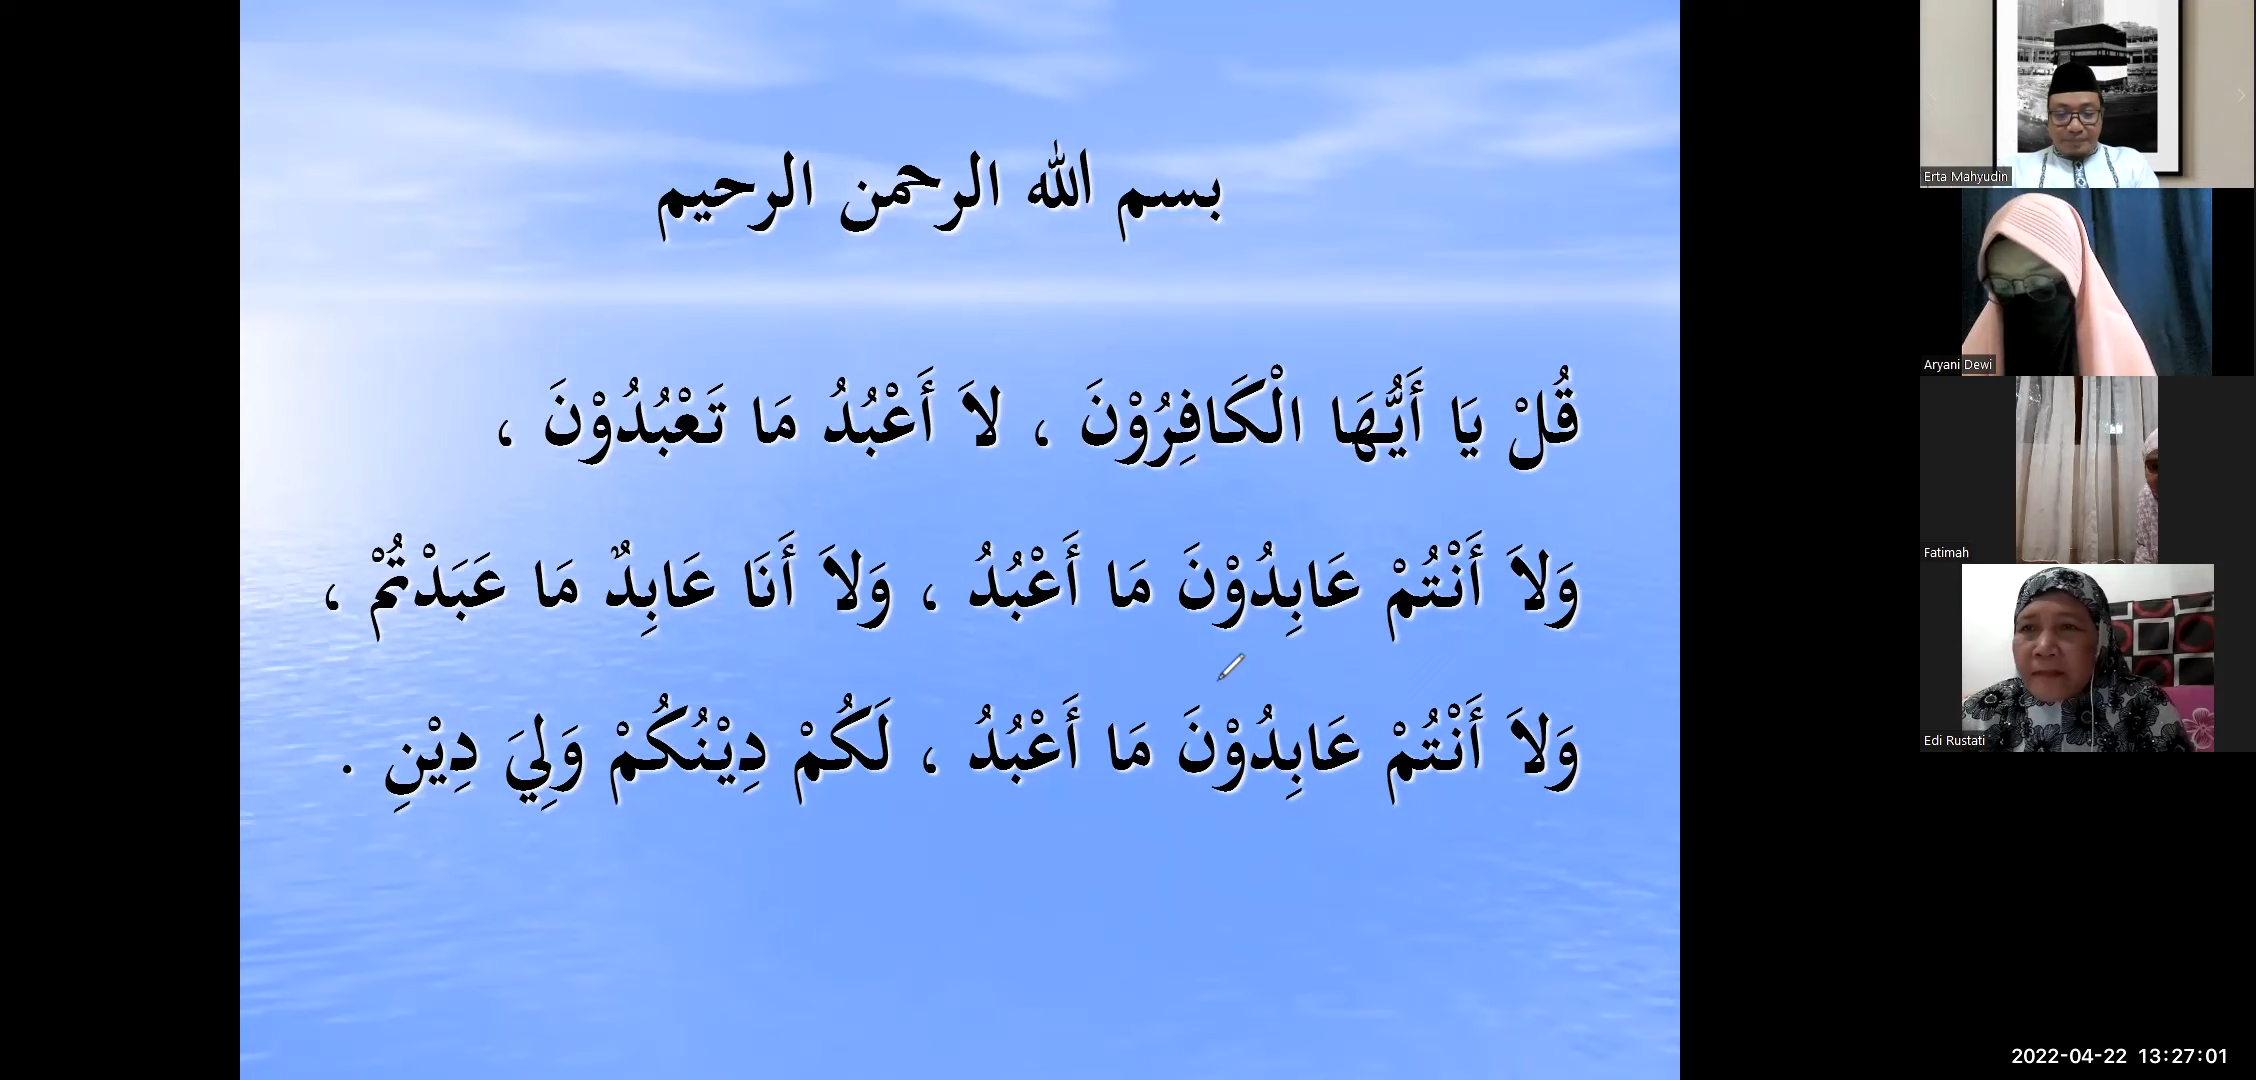 بسم الله الرحمن الرحيم
قُلْ يَا أَيُّهَا الْكَافِرُوْنَ ، لاَ أَعْبُدُ مَا تَعْبُدُوْنَ ،
وَلاَ أَنْتُمْ عَابِدُوْنَ مَا أَعْبُدُ ، وَلاَ أَنَا عَابِدٌ مَا عَبَدْتُمْ ،
وَلاَ أَنْتُمْ عَابِدُوْنَ مَا أَعْبُدُ ، لَكُمْ دِيْنُكُمْ وَلِيَ دِيْنِ .
Erta Mahyudin
Aryani Dewi
Fatimah
Edi Rustati
2022-04-22 13:27:01